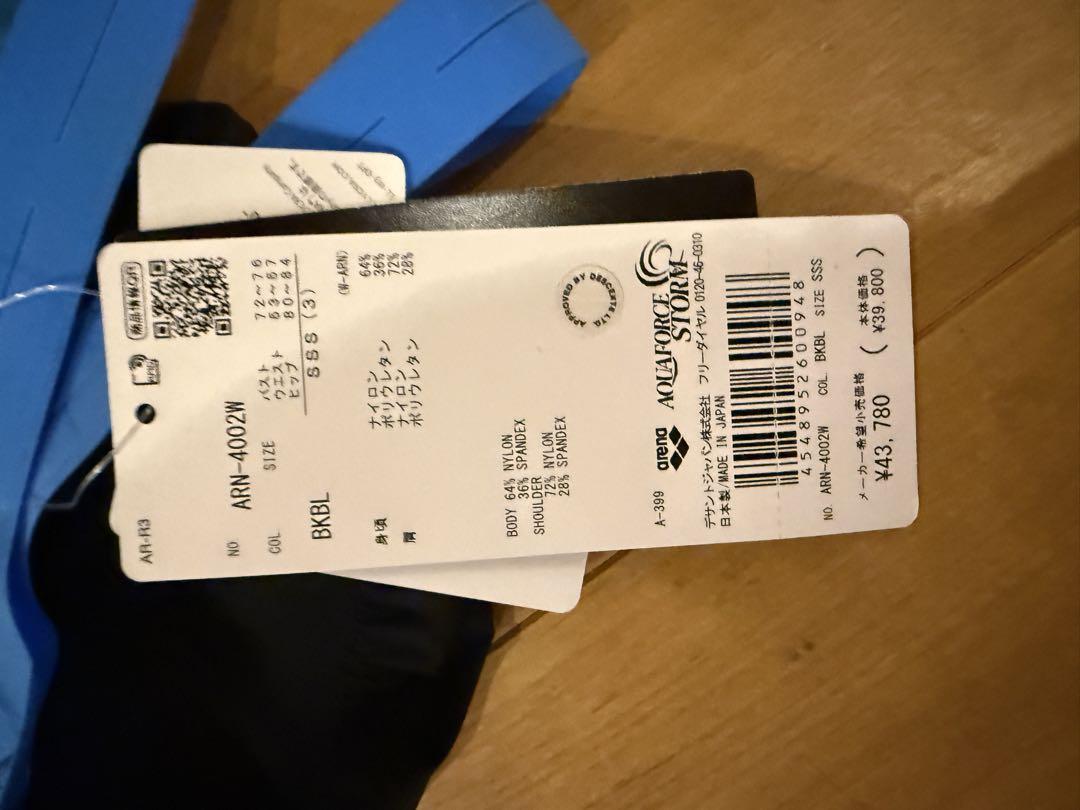 商品情報QR
AR-R3
NO ARN-4002W
COL SIZE
BKBL
バスト 72〜76
ウエスト 63〜67
ヒップ 80〜84
SSS (3)
(W-ARN)
身頃 ナイロン 64%
ポリウレタン 36%
肩 ナイロン 72%
ポリウレタン 28%
BODY 64% NYLON
36% SPANDEX
SHOULDER
72% NYLON
28% SPANDEX
APPROVED BY DESCENTE LTD.
A-399 arena AQUAFORCE STORM
デサントジャパン株式会社 フリーダイヤル 0120-46-0310
日本製/MADE IN JAPAN
4548952600948
NO. ARN-4002W COL. BKBL SIZE SSS
メーカー希望小売価格 本体価格
¥43,780 (¥39,800)